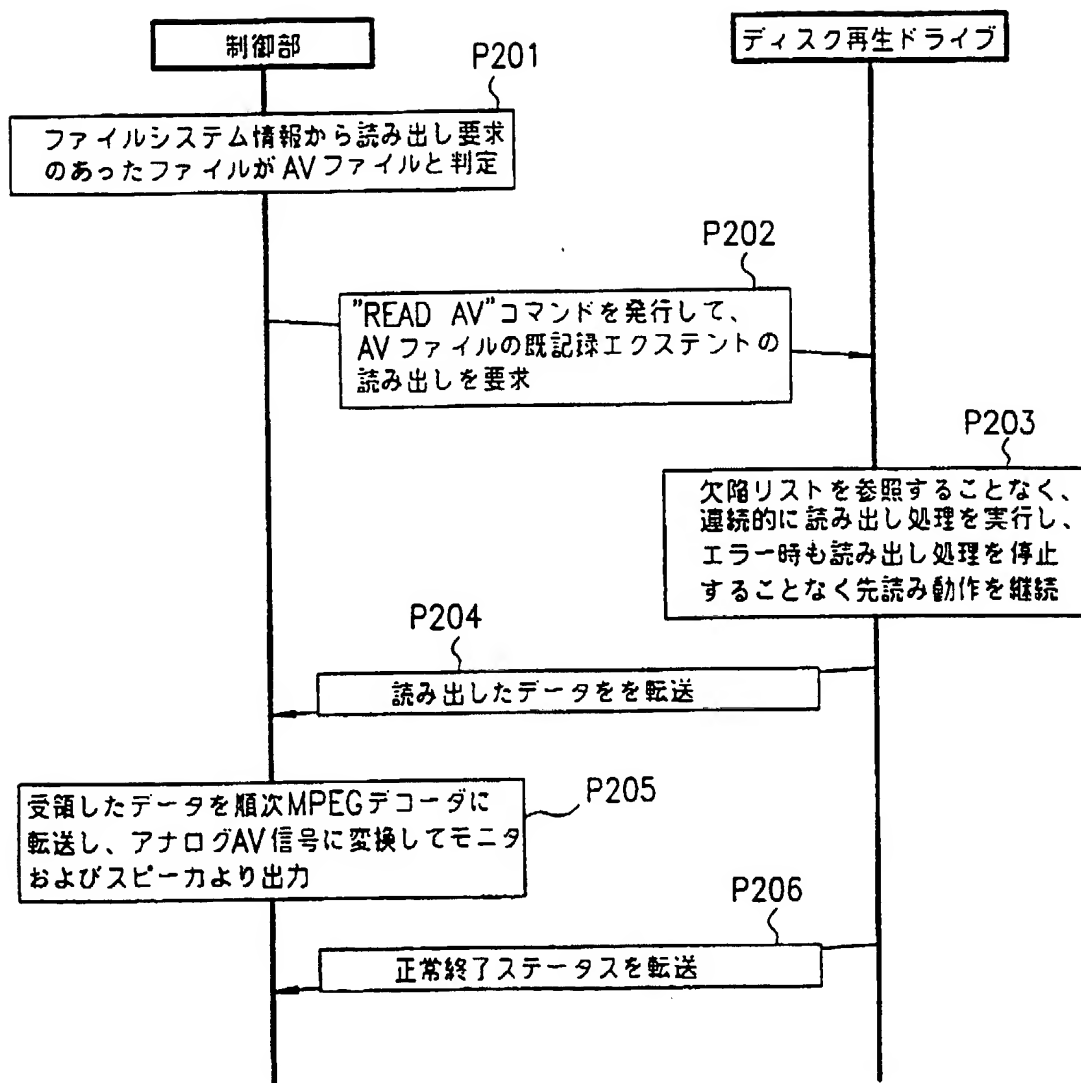 制御部
ディスク再生ドライブ
P201
ファイルシステム情報から読み出し要求
のあったファイルがAVファイルと判定
P202
"READ AV"コマンドを発行して、
AVファイルの既記録エクステントの
読み出しを要求
P203
欠陥リストを参照することなく、
連続的に読み出し処理を実行し、
エラー時も読み出し処理を停止
することなく先読み動作を継続
P204
読み出したデータをを転送
P205
受領したデータを順次MPEGデコーダに
転送し、アナログAV信号に変換してモニタ
およびスピーカより出力
P206
正常終了ステータスを転送